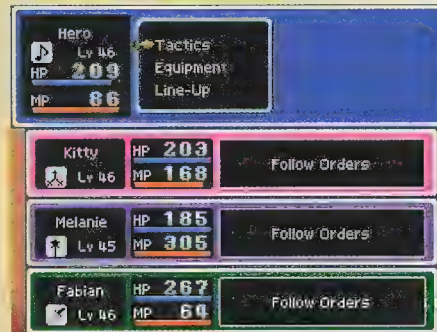 Hero
Lv 46
HP 209
MP 86
Tactics
Equipment
Line-Up
Kitty
Lv 46
HP 203
MP 168
Follow Orders
Melanie
Lv 45
HP 185
MP 305
Follow Orders
Fabian
Lv 46
HP 267
MP 64
Follow Orders